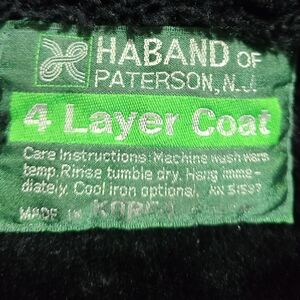 HABAND OF
PATERSON, N.J.
4 Layer Coat
Care Instructions: Machine wash warm
temp. Rinse tumble dry. Hang imme-
diately. Cool iron optional.
MADE IN KOREA